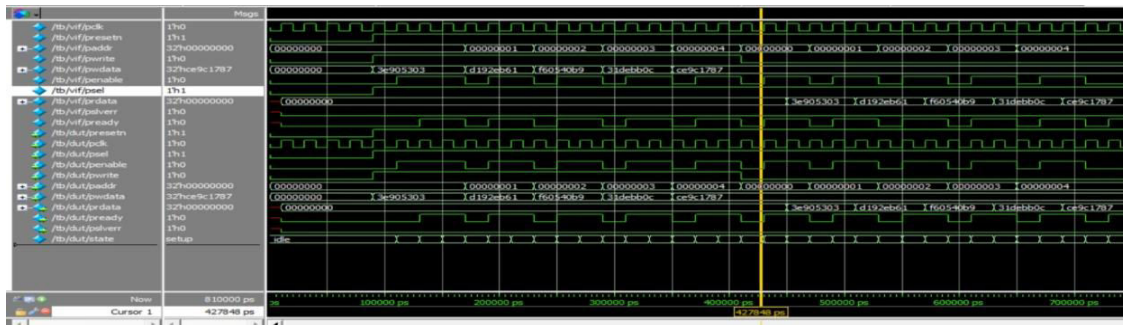 Msgs
/tb/vif/pclk 1'h0
/tb/vif/presetn 1'h1
/tb/vif/paddr 32'h00000000 00000000 00000001 00000002 00000003 00000004 00000000 00000001 00000002 00000003 00000004
/tb/vif/pwrite 1'h0
/tb/vif/pwdata 32'hce9c1787 00000000 3e905303 d192eb61 f60540b9 31debb0c ce9c1787
/tb/vif/penable 1'h0
/tb/vif/psel 1'h1
/tb/vif/prdata 32'h00000000 00000000 3e905303 d192eb61 f60540b9 31debb0c ce9c1787
/tb/vif/pslverr 1'h0
/tb/vif/pready 1'h0
/tb/dut/presetn 1'h1
/tb/dut/pclk 1'h0
/tb/dut/psel 1'h1
/tb/dut/penable 1'h0
/tb/dut/pwrite 1'h0
/tb/dut/paddr 32'h00000000 00000000 00000001 00000002 00000003 00000004 00000000 00000001 00000002 00000003 00000004
/tb/dut/pwdata 32'hce9c1787 00000000 3e905303 d192eb61 f60540b9 31debb0c ce9c1787
/tb/dut/prdata 32'h00000000 00000000 3e905303 d192eb61 f60540b9 31debb0c ce9c1787
/tb/dut/pready 1'h0
/tb/dut/pslverr 1'h0
/tb/dut/state setup idle
Now 810000 ps ps 100000 ps 200000 ps 300000 ps 400000 ps 500000 ps 600000 ps 700000 ps
Cursor 1 427848 ps 427848 ps